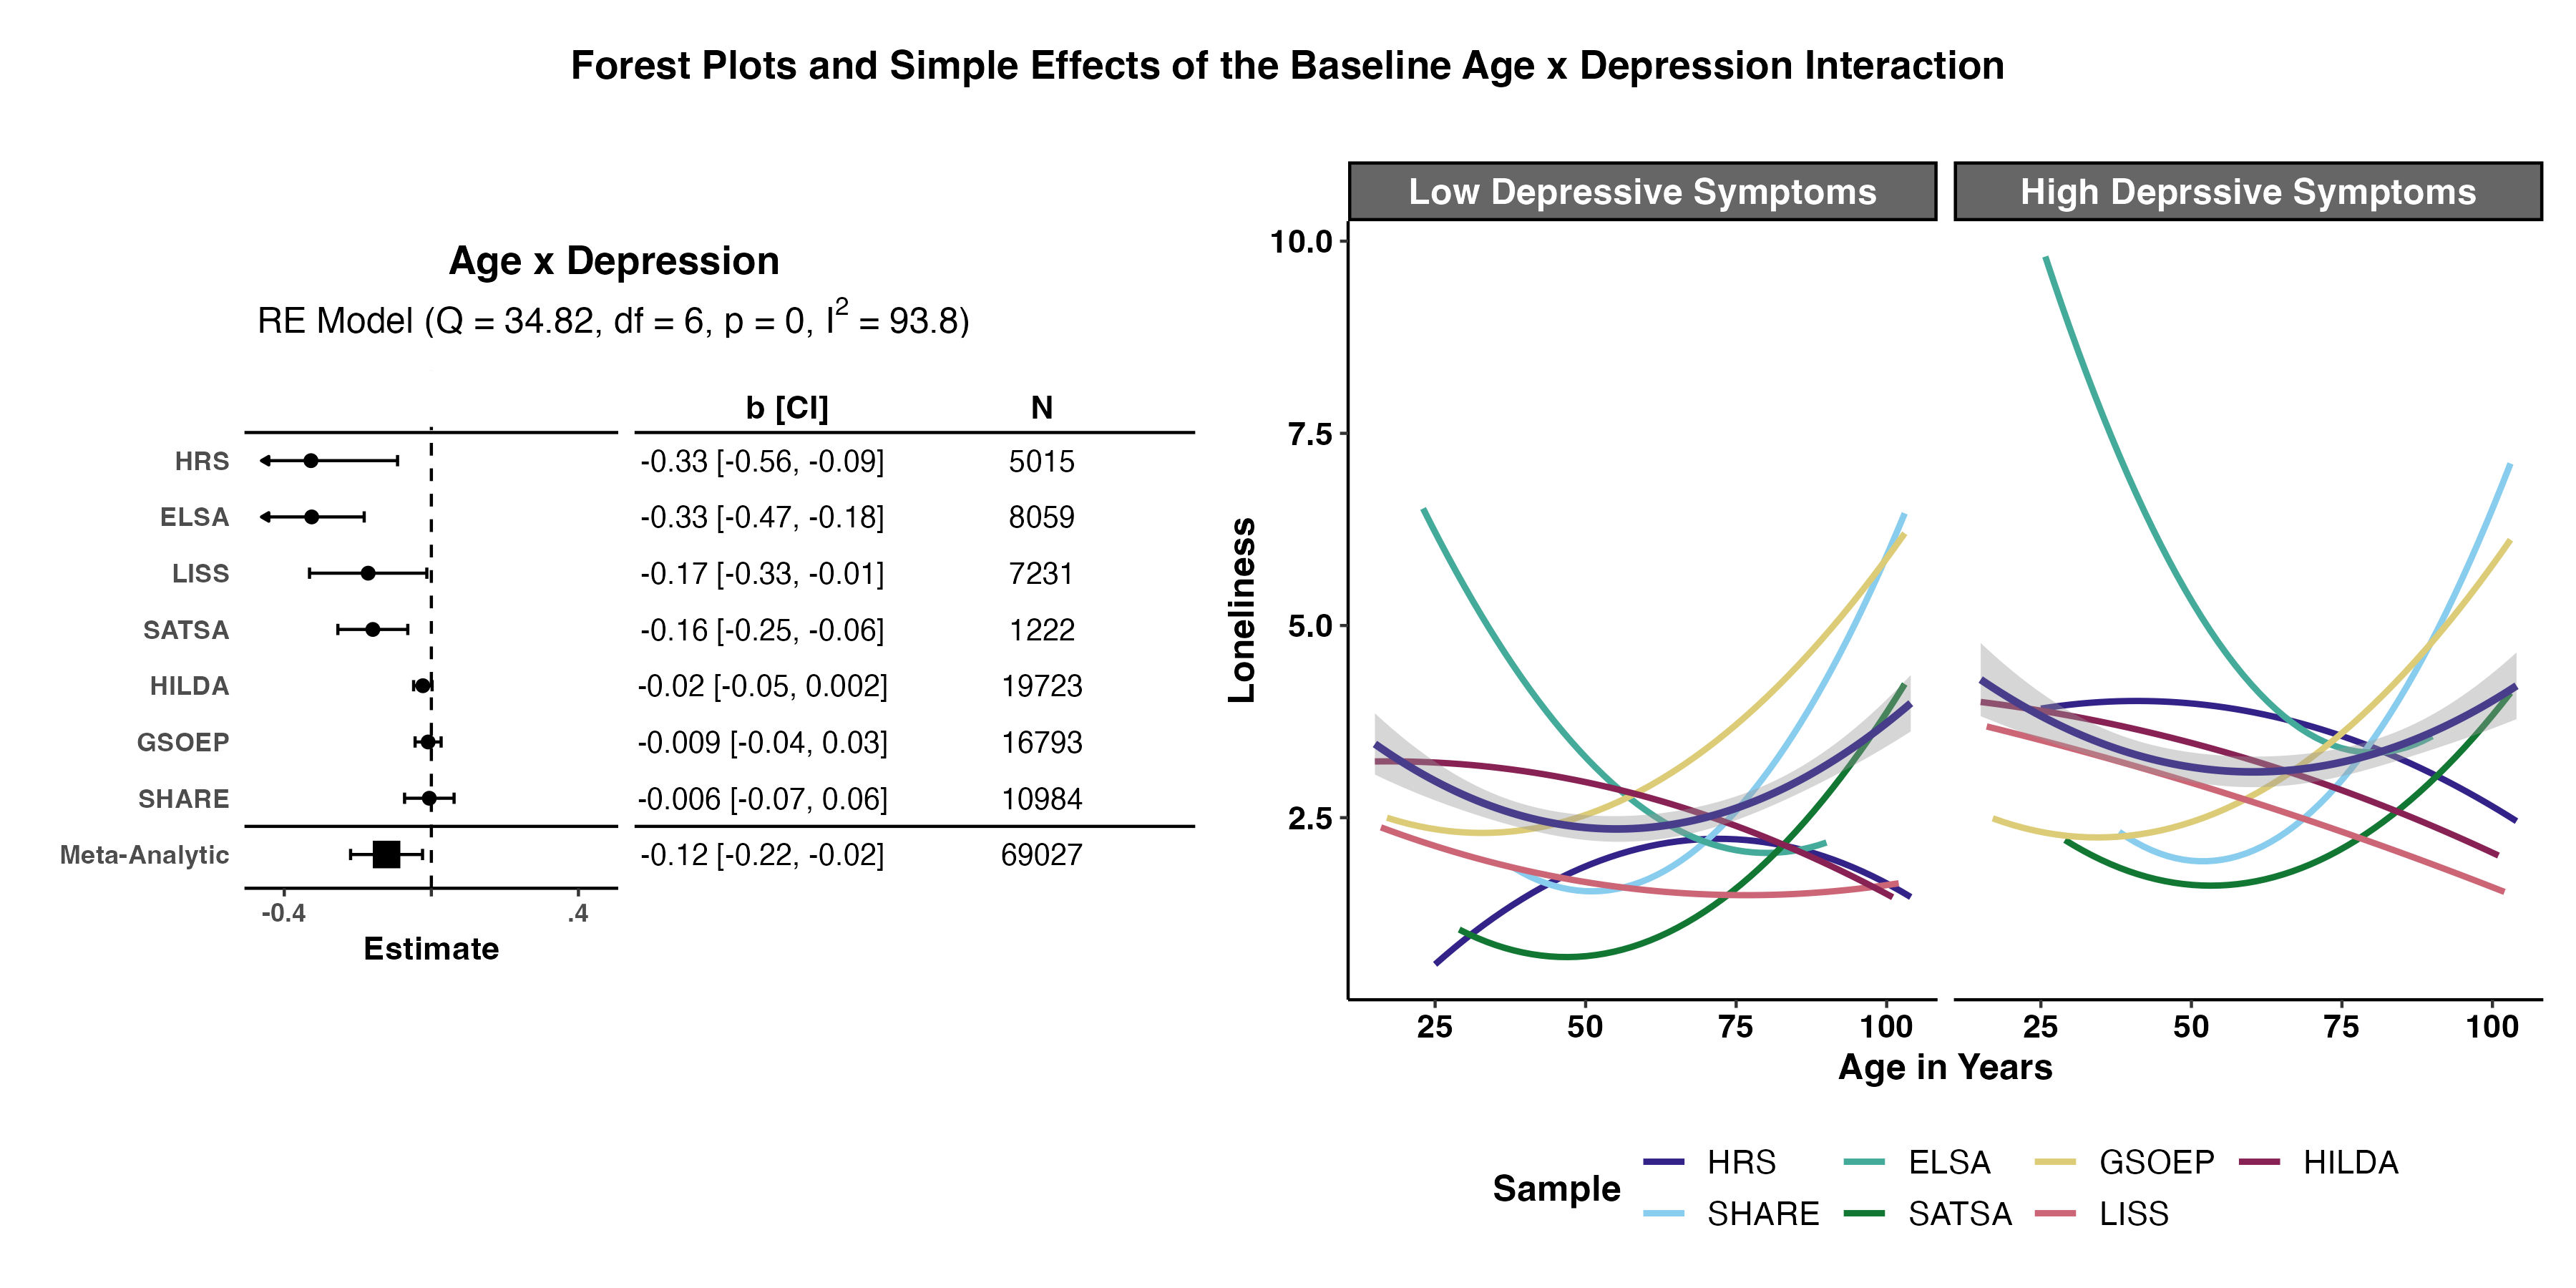 Forest Plots and Simple Effects of the Baseline Age x Depression Interaction
Age x Depression
RE Model (Q = 34.82, df = 6, p = 0, I² = 93.8)
b [CI] N
HRS -0.33 [-0.56, -0.09] 5015
ELSA -0.33 [-0.47, -0.18] 8059
LISS -0.17 [-0.33, -0.01] 7231
SATSA -0.16 [-0.25, -0.06] 1222
HILDA -0.02 [-0.05, 0.002] 19723
GSOEP -0.009 [-0.04, 0.03] 16793
SHARE -0.006 [-0.07, 0.06] 10984
Meta-Analytic -0.12 [-0.22, -0.02] 69027
-0.4 .4
Estimate
Low Depressive Symptoms High Deprssive Symptoms
10.0
7.5
5.0
2.5
Loneliness
25 50 75 100 25 50 75 100
Age in Years
Sample
HRS ELSA GSOEP HILDA
SHARE SATSA LISS